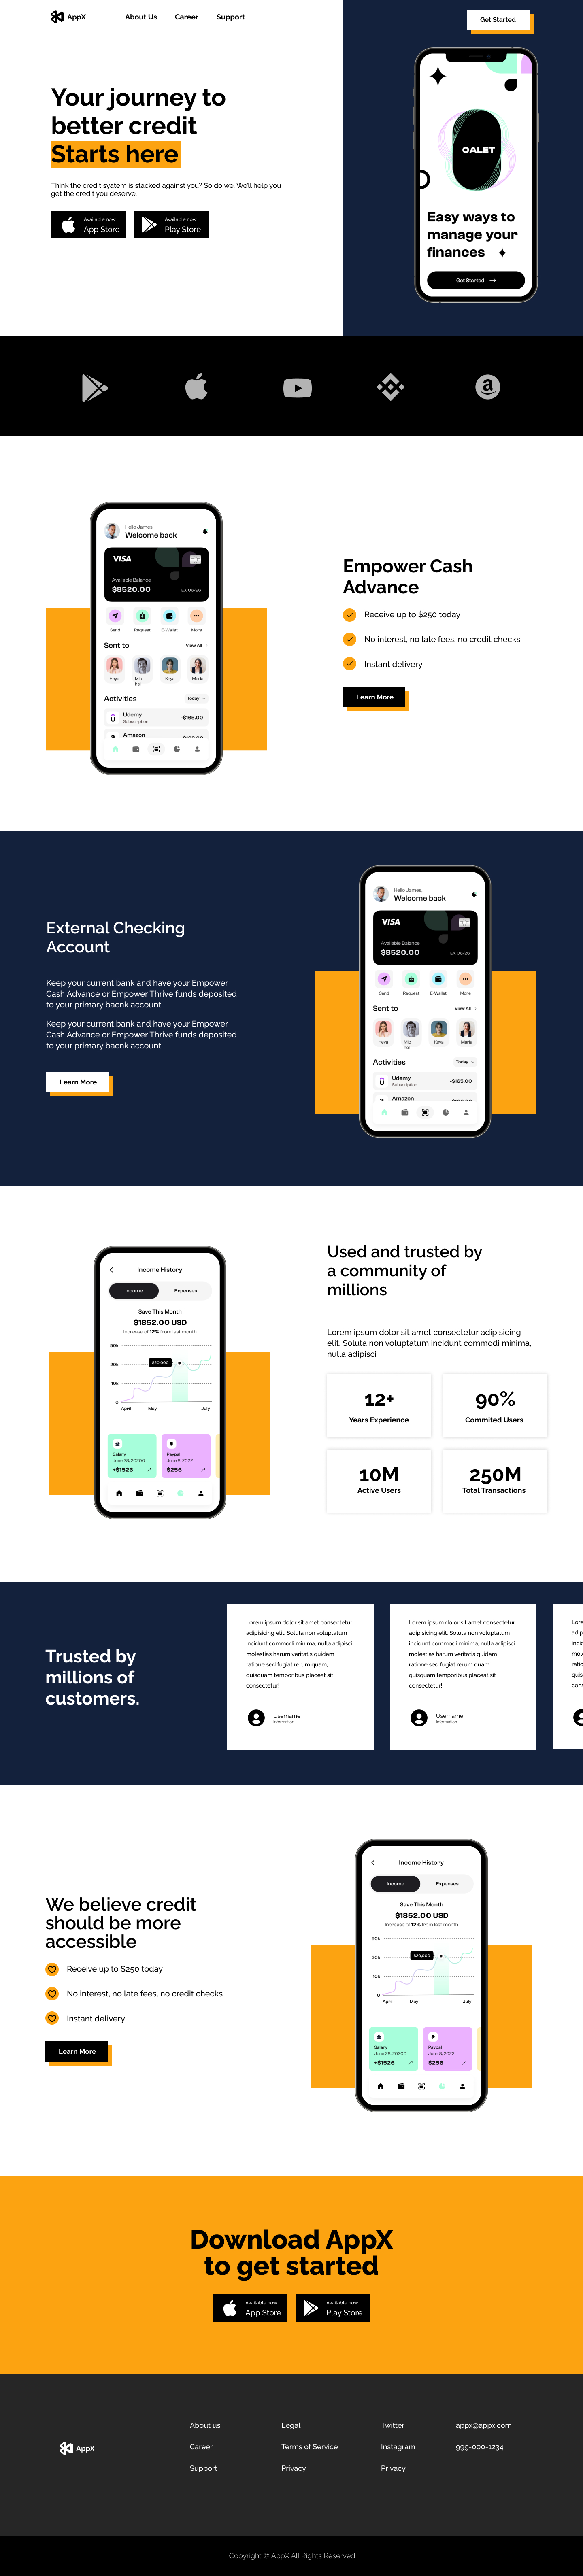 AppX
About Us
Career
Support
Get Started
Your journey to
better credit
Starts here
Think the credit syatem is stacked against you? So do we. We'll help you
get the credit you deserve.
Available now
App Store
Available now
Play Store
OALET
Easy ways to
manage your
finances
Get Started
Hello James,
Welcome back
VISA
Available Balance
$8520.00
EX 06/26
Send
Request
E-Wallet
More
Sent to
View All
Heya
Mic
hel
Heya
Maria
Activities
Today
Udemy
Subscription
-$165.00
Amazon
Empower Cash
Advance
Receive up to $250 today
No interest, no late fees, no credit checks
Instant delivery
Learn More
External Checking
Account
Keep your current bank and have your Empower
Cash Advance or Empower Thrive funds deposited
to your primary bacnk account.
Keep your current bank and have your Empower
Cash Advance or Empower Thrive funds deposited
to your primary bacnk account.
Learn More
Hello James,
Welcome back
VISA
Available Balance
$8520.00
EX 06/26
Send
Request
E-Wallet
More
Sent to
View All
Heya
Mic
hel
Heya
Maria
Activities
Today
Udemy
Subscription
-$165.00
Amazon
Income History
Income
Expenses
Save This Month
$1852.00 USD
Increase of 12% from last month
50k
20k
10k
0
$20,000
April
May
July
Salary
June 28, 20200
+$1526
Paypal
June 8, 2022
$256
Used and trusted by
a community of
millions
Lorem ipsum dolor sit amet consectetur adipisicing
elit. Soluta non voluptatum incidunt commodi minima,
nulla adipisci
12+
Years Experience
90%
Commited Users
10M
Active Users
250M
Total Transactions
Trusted by
millions of
customers.
Lorem ipsum dolor sit amet consectetur
adipisicing elit. Soluta non voluptatum
incidunt commodi minima, nulla adipisci
molestias harum veritatis quidem
ratione sed fugiat rerum quam,
quisquam temporibus placeat sit
consectetur!
Username
Information
Lorem ipsum dolor sit amet consectetur
adipisicing elit. Soluta non voluptatum
incidunt commodi minima, nulla adipisci
molestias harum veritatis quidem
ratione sed fugiat rerum quam,
quisquam temporibus placeat sit
consectetur!
Username
Information
We believe credit
should be more
accessible
Receive up to $250 today
No interest, no late fees, no credit checks
Instant delivery
Learn More
Income History
Income
Expenses
Save This Month
$1852.00 USD
Increase of 12% from last month
50k
20k
10k
0
$20,000
April
May
July
Salary
June 28, 20200
+$1526
Paypal
June 8, 2022
$256
Download AppX
to get started
Available now
App Store
Available now
Play Store
AppX
About us
Career
Support
Legal
Terms of Service
Privacy
Twitter
Instagram
Privacy
appx@appx.com
999-000-1234
Copyright © AppX All Rights Reserved